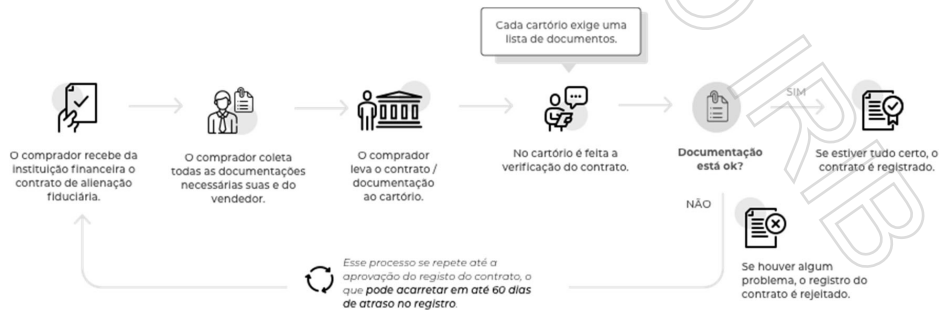 Cada cartório exige uma
lista de documentos.
O comprador recebe da
instituição financeira o
contrato de alienação
fiduciária.
O comprador coleta
todas as documentações
necessárias suas e do
vendedor.
O comprador
leva o contrato /
documentação
ao cartório.
No cartório é feita a
verificação do contrato.
Documentação
está ok?
SIM
Se estiver tudo certo, o
contrato é registrado.
NÃO
Se houver algum
problema, o registro do
contrato é rejeitado.
Esse processo se repete até a
aprovação do registo do contrato, o
que pode acarretar em até 60 dias
de atraso no registro.
O IRIB